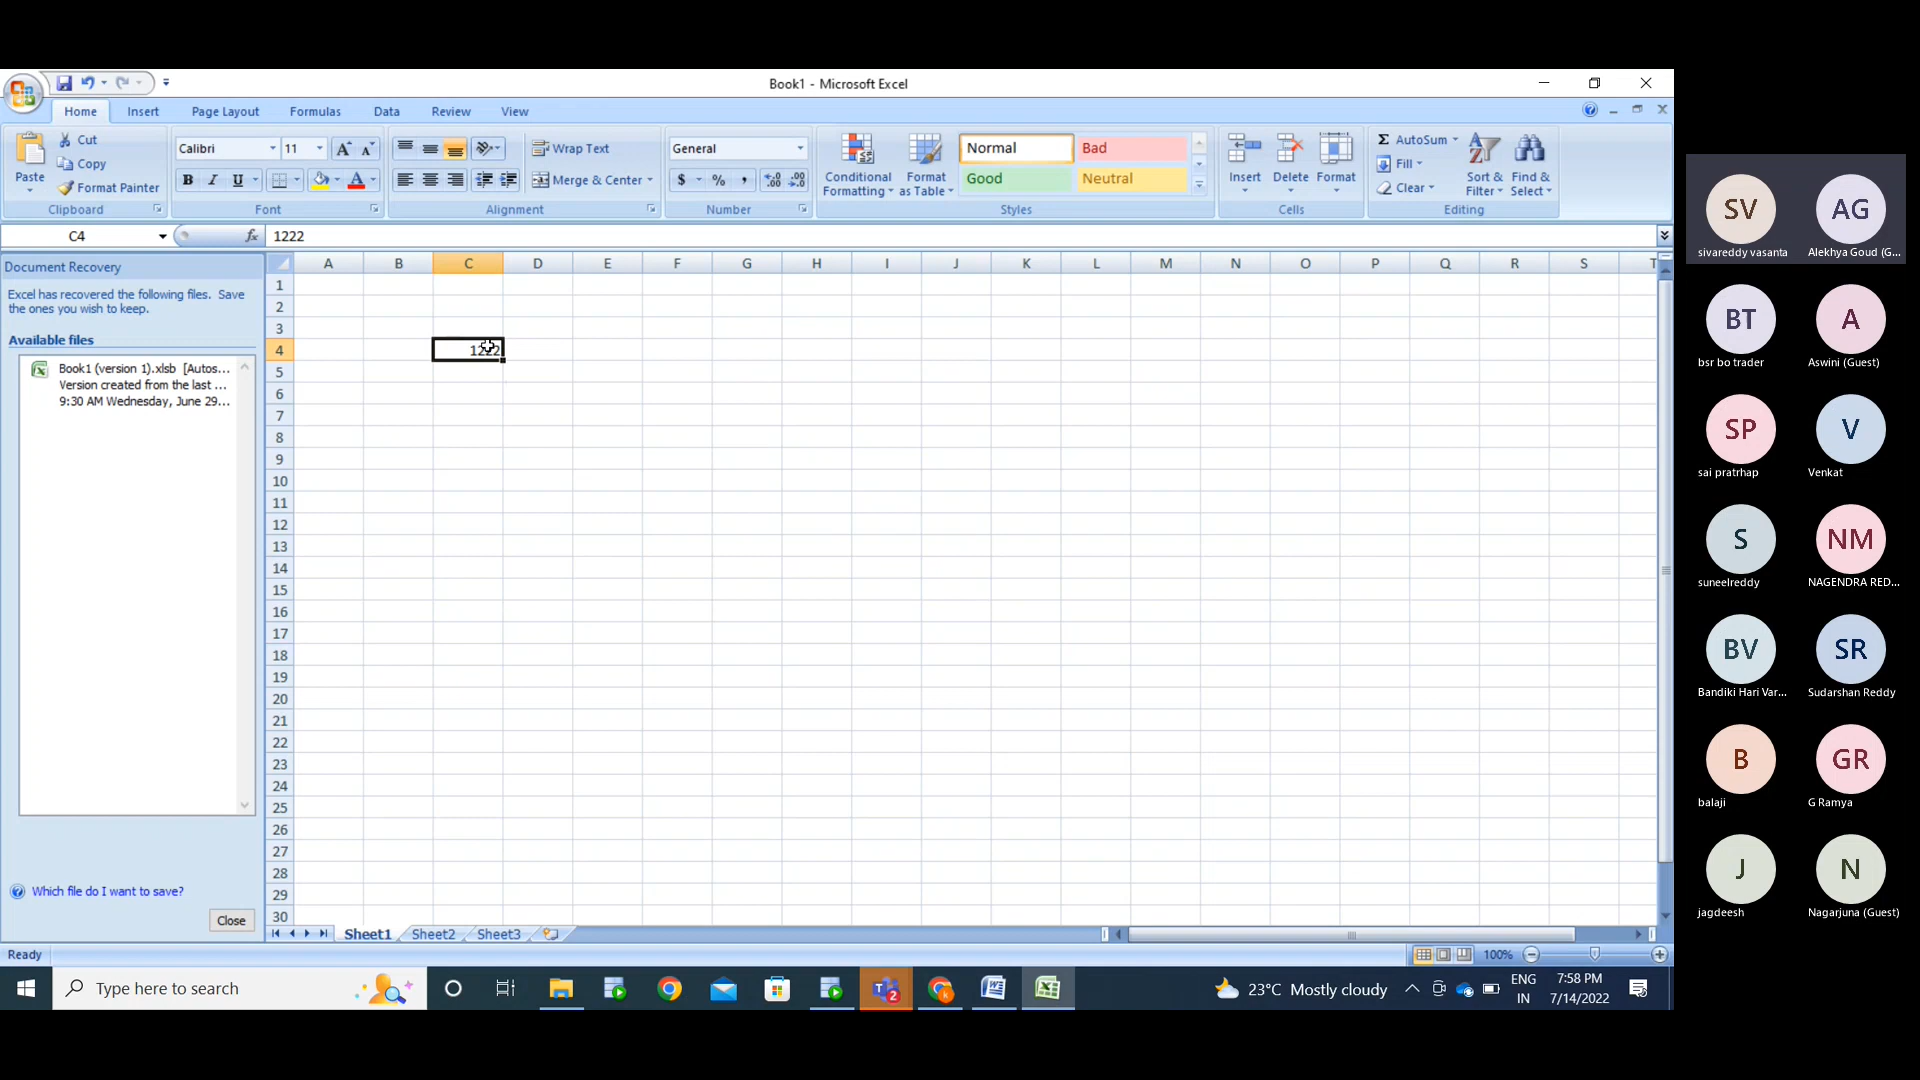 Book1 - Microsoft Excel
Home Insert Page Layout Formulas Data Review View
Paste
Cut
Copy
Format Painter
Clipboard
Calibri 11
B I U
Font
Wrap Text
Merge & Center
Alignment
General
$ % ,
Number
Conditional Formatting
Format as Table
Normal Bad
Good Neutral
Styles
Insert Delete Format
Cells
Σ AutoSum
Fill
Clear
Sort & Filter
Find & Select
Editing
C4 fx 1222
Document Recovery
Excel has recovered the following files. Save
the ones you wish to keep.
Available files
Book1 (version 1).xlsb [Autos...
Version created from the last ...
9:30 AM Wednesday, June 29...
Which file do I want to save?
Close
A B C D E F G H I J K L M N O P Q R S T
1
2
3
4 1222
5
6
7
8
9
10
11
12
13
14
15
16
17
18
19
20
21
22
23
24
25
26
27
28
29
30
Sheet1 Sheet2 Sheet3
Ready 100%
Type here to search
2
23°C Mostly cloudy
ENG
IN
7:58 PM
7/14/2022
SV AG
sivareddy vasanta Alekhya Goud (G...
BT A
bsr bo trader Aswini (Guest)
SP V
sai pratrhap Venkat
S NM
suneelreddy NAGENDRA RED...
BV SR
Bandiki Hari Var... Sudarshan Reddy
B GR
balaji G Ramya
J N
jagdeesh Nagarjuna (Guest)